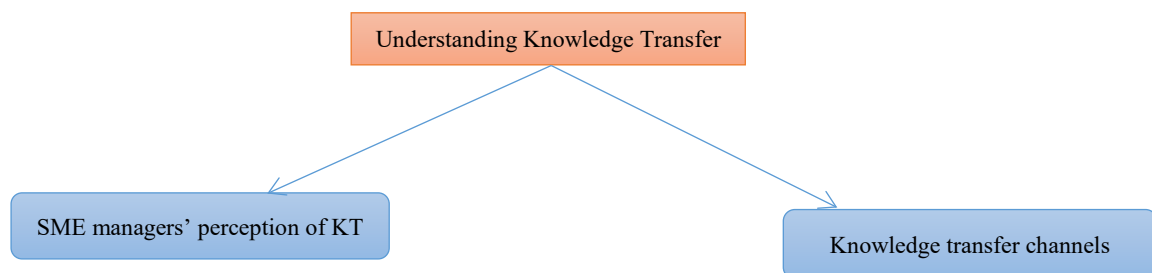 Understanding Knowledge Transfer
SME managers’ perception of KT
Knowledge transfer channels